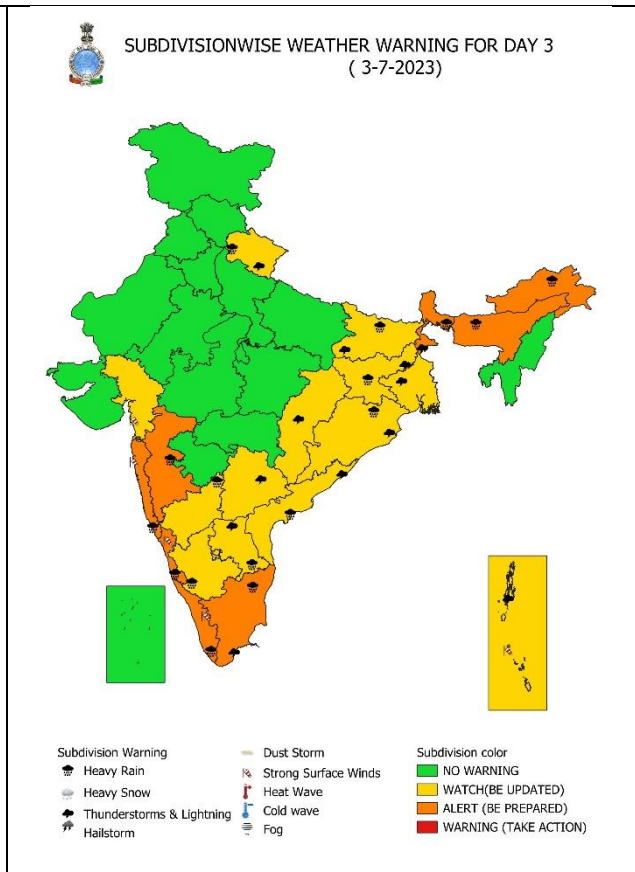 SUBDIVISIONWISE WEATHER WARNING FOR DAY 3
( 3-7-2023)
Subdivision Warning
Heavy Rain
Heavy Snow
Thunderstorms & Lightning
Hailstorm
Dust Storm
Strong Surface Winds
Heat Wave
Cold wave
Fog
Subdivision color
NO WARNING
WATCH(BE UPDATED)
ALERT (BE PREPARED)
WARNING (TAKE ACTION)